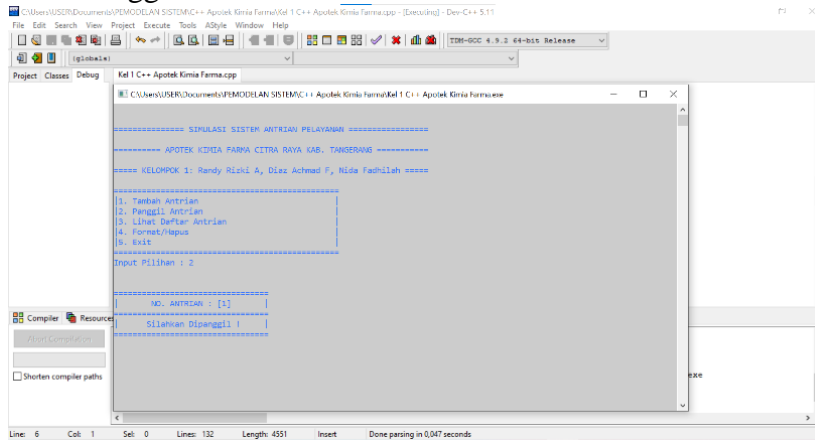 C:\Users\USER\Documents\PEMODELAN SISTEM\C++ Apotek Kimia Farma\Kel 1 C++ Apotek Kimia Farma.cpp - [Executing] - Dev-C++ 5.11
File Edit Search View Project Execute Tools AStyle Window Help
TDM-GCC 4.9.2 64-bit Release
(globals)
Project Classes Debug Kel 1 C++ Apotek Kimia Farma.cpp
C:\Users\USER\Documents\PEMODELAN SISTEM\C++ Apotek Kimia Farma\Kel 1 C++ Apotek Kimia Farma.exe
=============== SIMULASI SISTEM ANTRIAN PELAYANAN =================
========== APOTEK KIMIA FARMA CITRA RAYA KAB. TANGERANG ===========
===== KELOMPOK 1: Randy Rizki A, Diaz Achmad F, Nida Fadhilah =====
|1. Tambah Antrian |
|2. Panggil Antrian |
|3. Lihat Daftar Antrian |
|4. Format/Hapus |
|5. Exit |
Input Pilihan : 2
| NO. ANTRIAN : [1] |
| Silahkan Dipanggil ! |
Compiler Resources
Abort Compilation
Shorten compiler paths
exe
Line: 6 Col: 1 Sel: 0 Lines: 132 Length: 4551 Insert Done parsing in 0,047 seconds